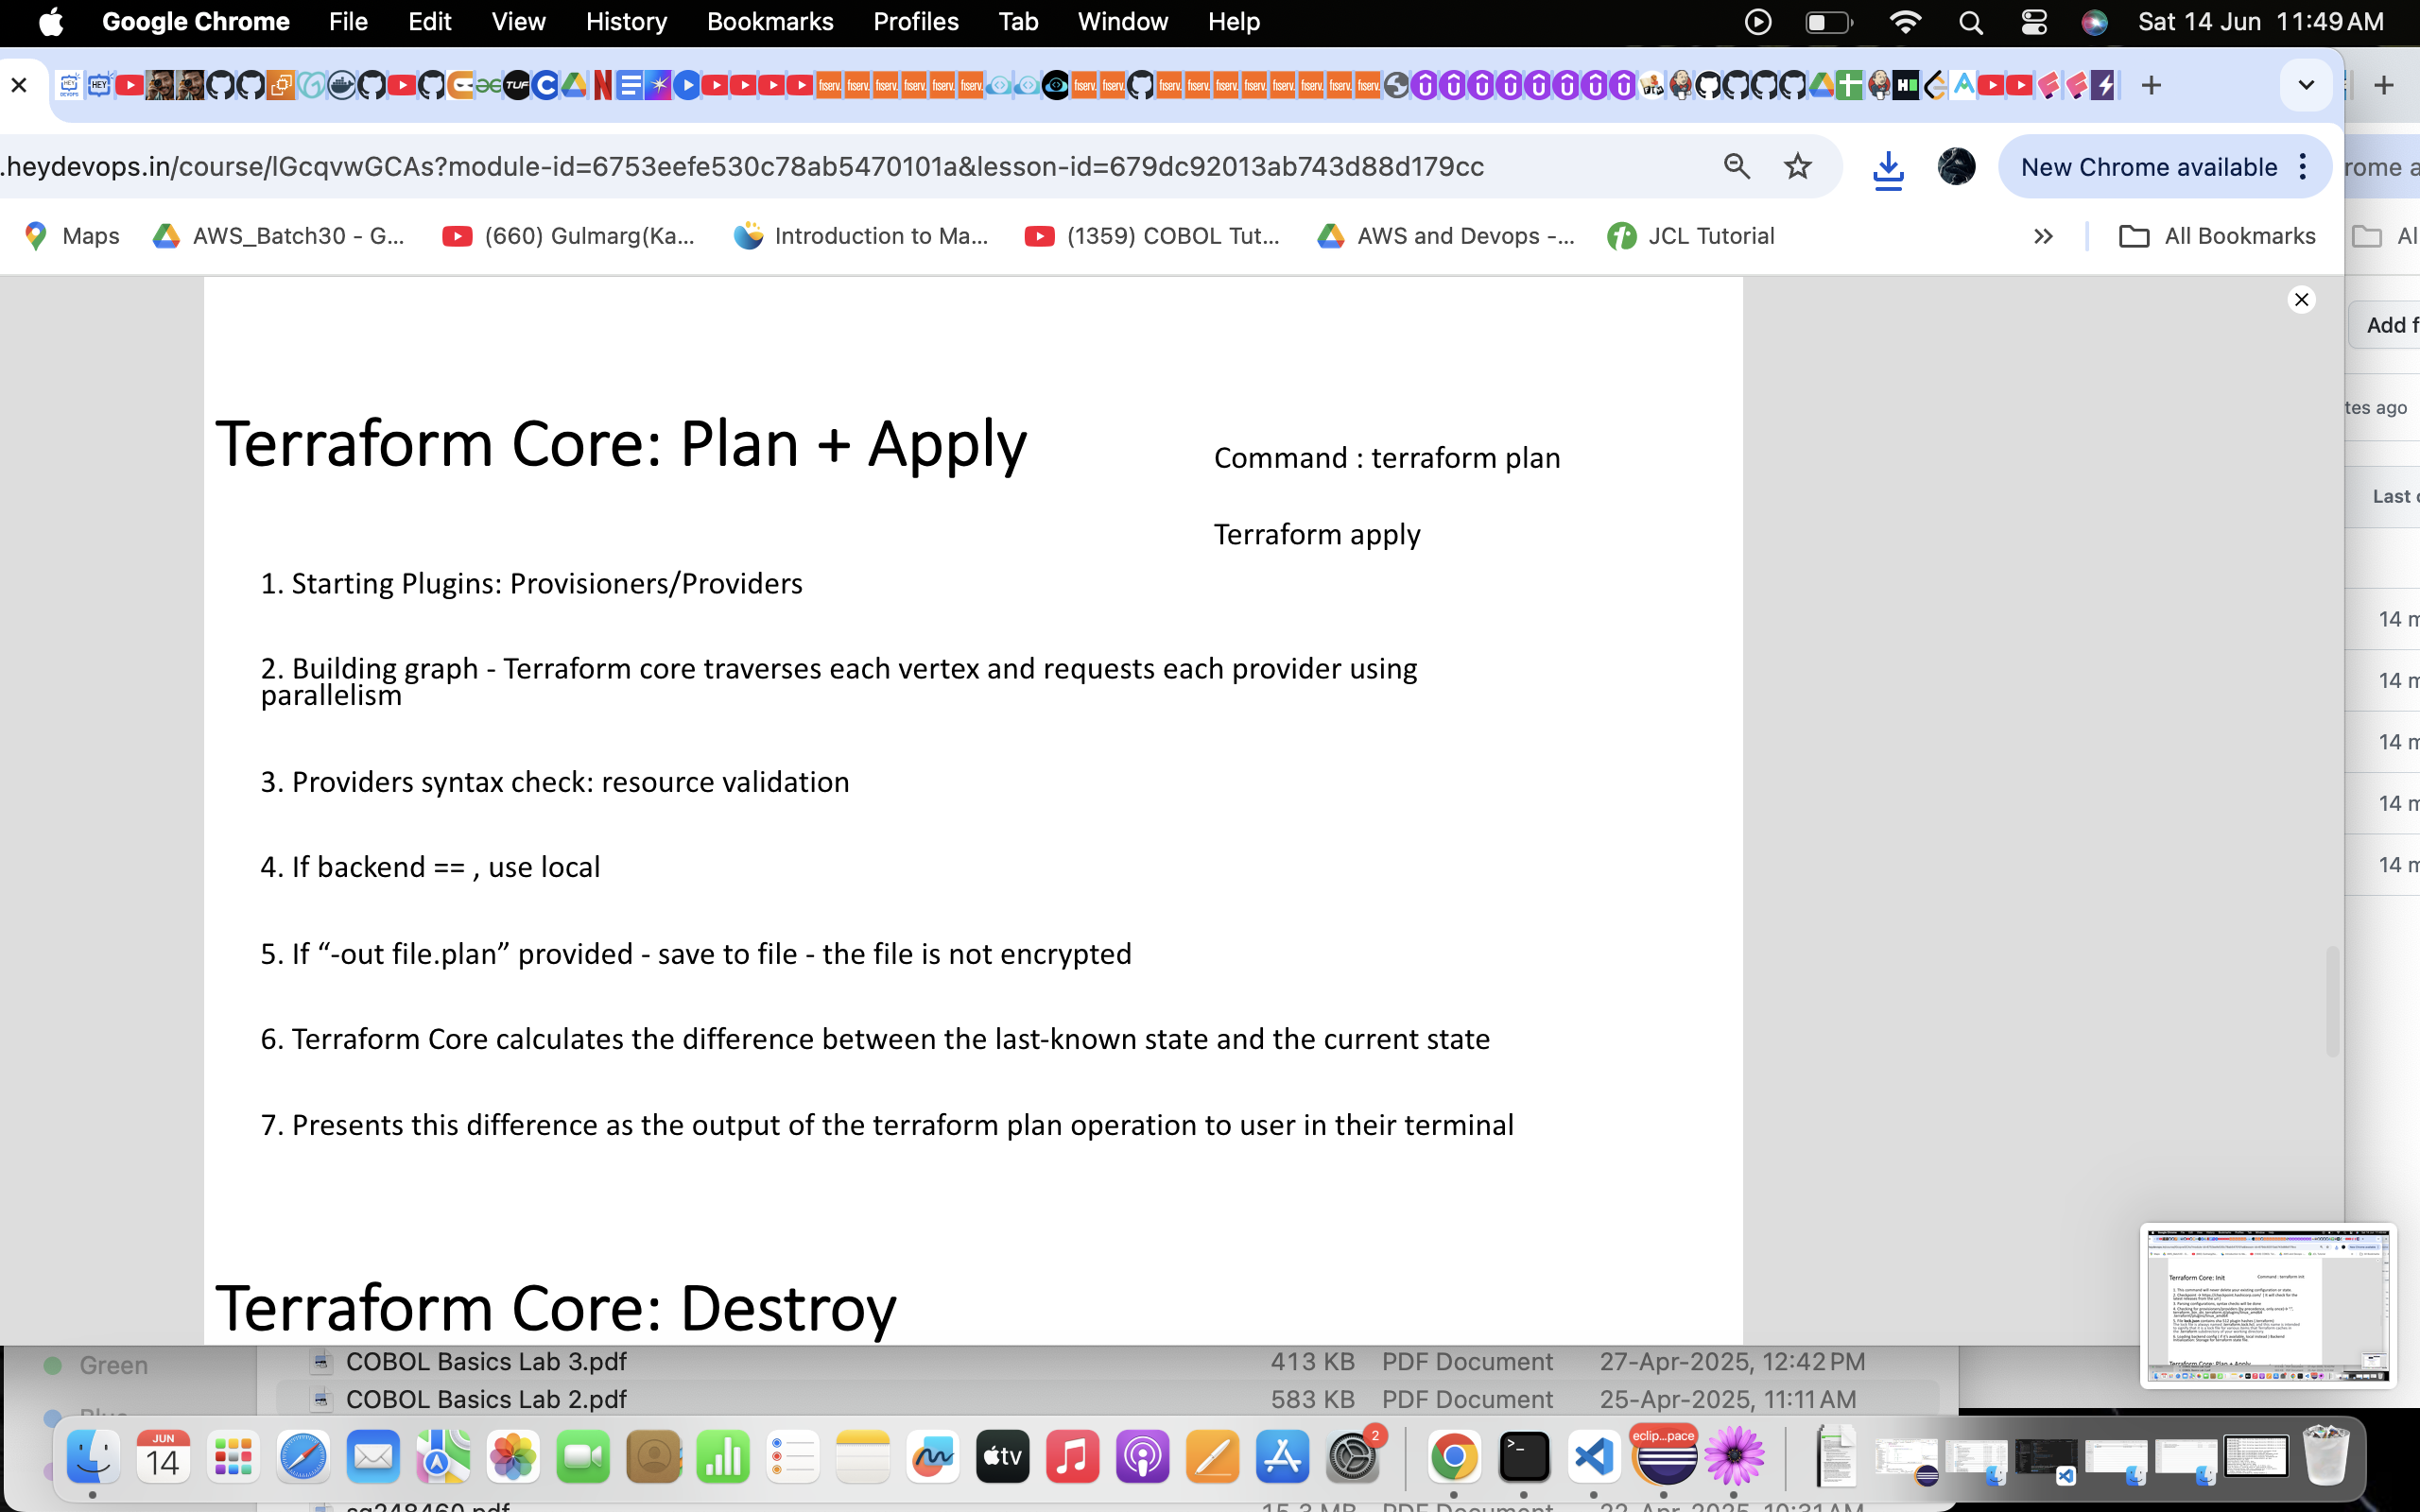 Google Chrome File Edit View History Bookmarks Profiles Tab Window Help Sat 14 Jun 11:49 AM
.heydevops.in/course/lGcqvwGCAs?module-id=6753eefe530c78ab5470101a&lesson-id=679dc92013ab743d88d179cc New Chrome available
Maps AWS_Batch30 - G... (660) Gulmarg(Ka... Introduction to Ma... (1359) COBOL Tut... AWS and Devops -... JCL Tutorial All Bookmarks
Add f
tes ago
Last
14 m
14 m
14 m
14 m
14 m
Terraform Core: Plan + Apply
Command : terraform plan
Terraform apply
1. Starting Plugins: Provisioners/Providers
2. Building graph - Terraform core traverses each vertex and requests each provider using
parallelism
3. Providers syntax check: resource validation
4. If backend == , use local
5. If “-out file.plan” provided - save to file - the file is not encrypted
6. Terraform Core calculates the difference between the last-known state and the current state
7. Presents this difference as the output of the terraform plan operation to user in their terminal
Terraform Core: Destroy
Terraform Core: Init Command : terraform init
Green COBOL Basics Lab 3.pdf 413 KB PDF Document 27-Apr-2025, 12:42 PM
COBOL Basics Lab 2.pdf 583 KB PDF Document 25-Apr-2025, 11:11 AM
JUN
14
tv
2
eclip...pace